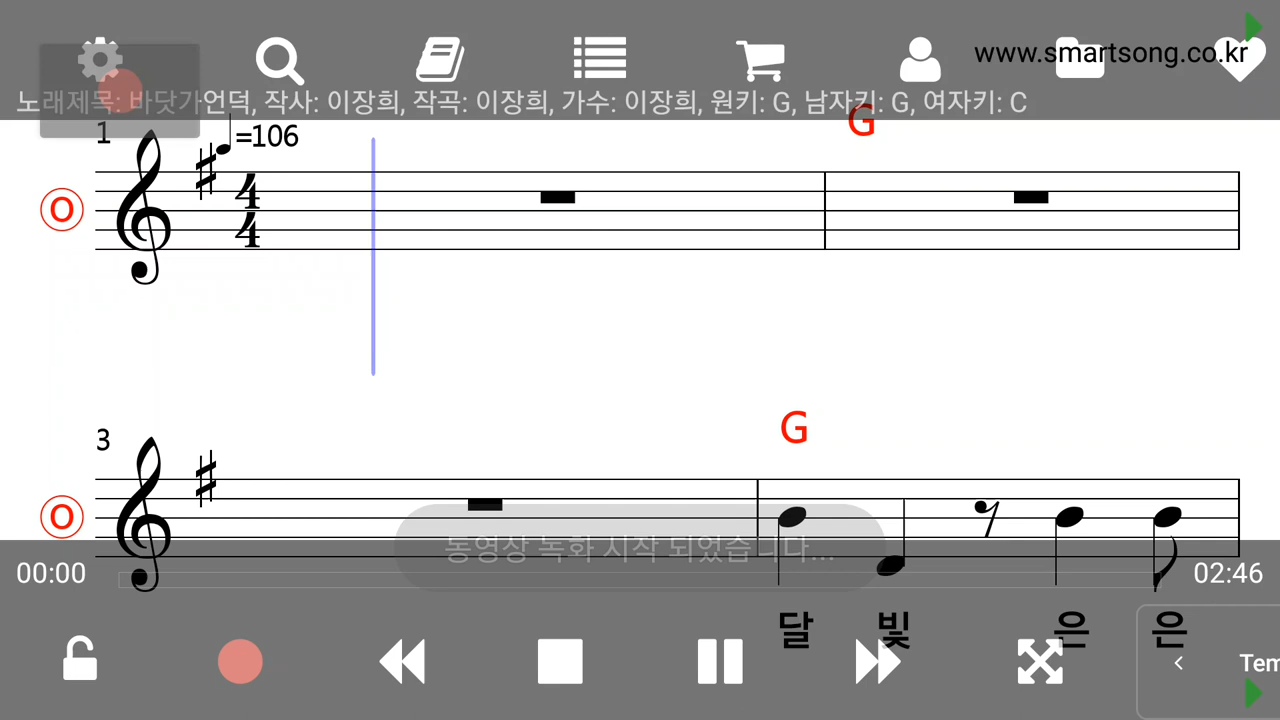 www.smartsong.co.kr
노래제목: 바닷가언덕, 작사: 이장희, 작곡: 이장희, 가수: 이장희, 원키: G, 남자키: G, 여자키: C
G
1
=106
O
4
4
G
3
O
동영상 녹화 시작 되었습니다...
00:00
02:46
달 빛 은 은
Tem